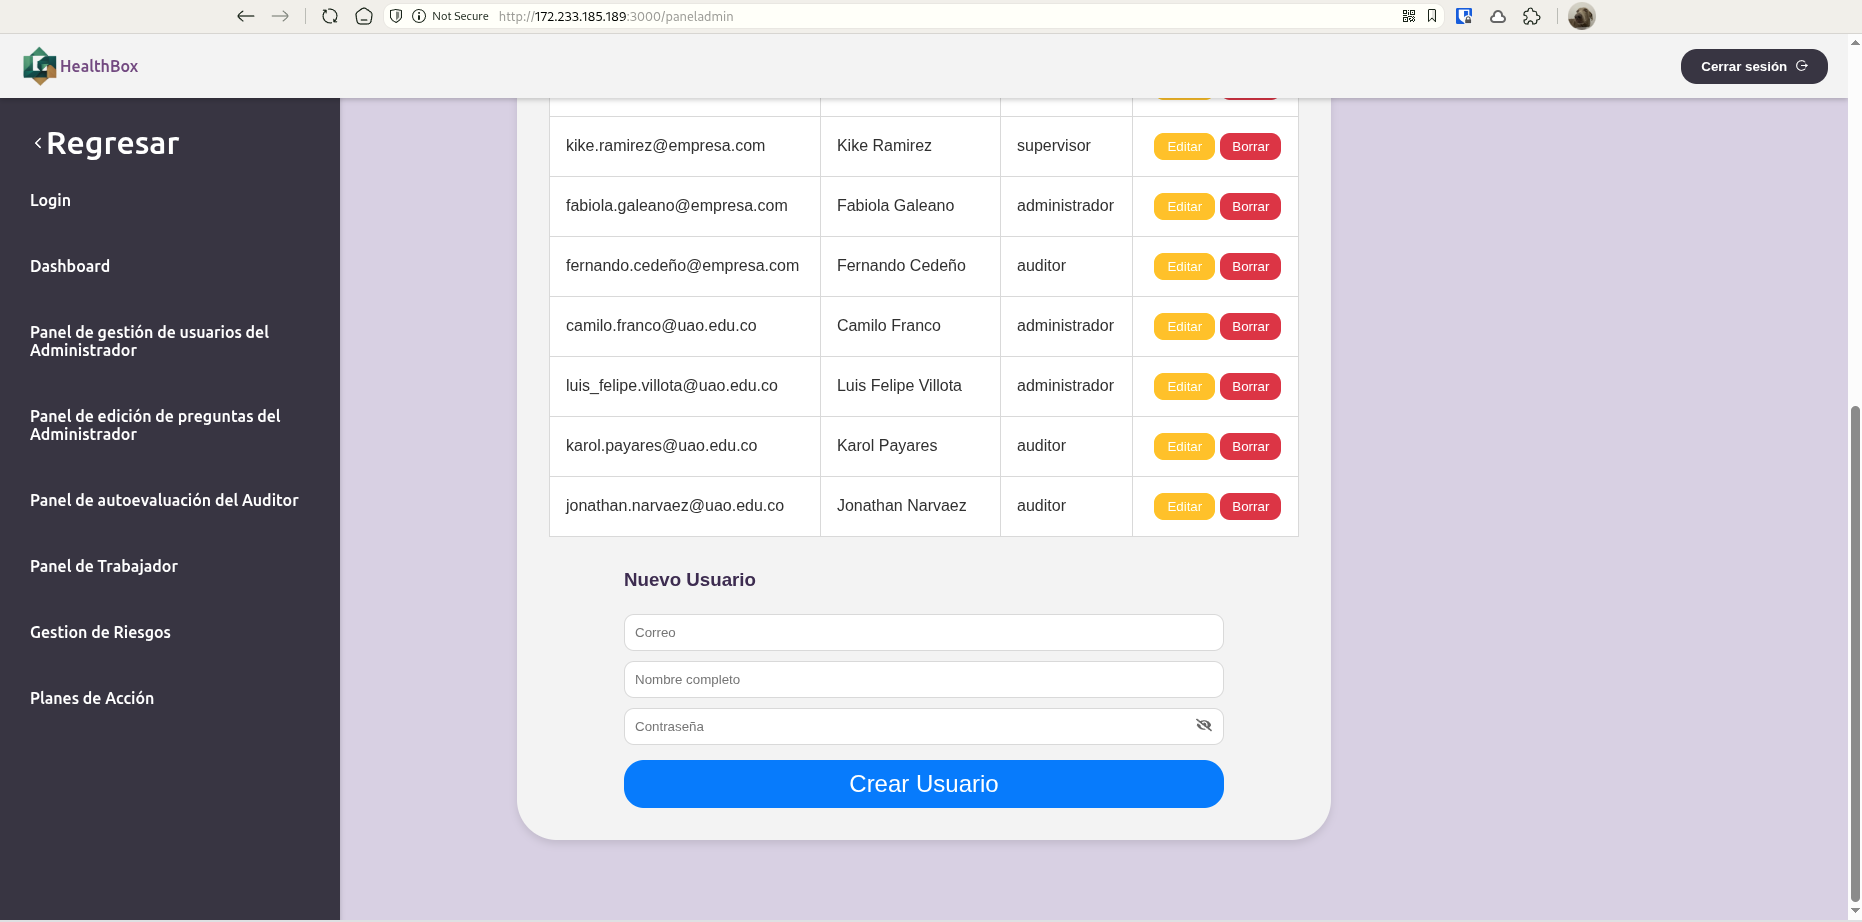 Not Secure http://172.233.185.189:3000/paneladmin
HealthBox
Cerrar sesión
Regresar
Login
Dashboard
Panel de gestión de usuarios del
Administrador
Panel de edición de preguntas del
Administrador
Panel de autoevaluación del Auditor
Panel de Trabajador
Gestion de Riesgos
Planes de Acción
kike.ramirez@empresa.com Kike Ramirez supervisor Editar Borrar
fabiola.galeano@empresa.com Fabiola Galeano administrador Editar Borrar
fernando.cedeño@empresa.com Fernando Cedeño auditor Editar Borrar
camilo.franco@uao.edu.co Camilo Franco administrador Editar Borrar
luis_felipe.villota@uao.edu.co Luis Felipe Villota administrador Editar Borrar
karol.payares@uao.edu.co Karol Payares auditor Editar Borrar
jonathan.narvaez@uao.edu.co Jonathan Narvaez auditor Editar Borrar
Nuevo Usuario
Correo
Nombre completo
Contraseña
Crear Usuario